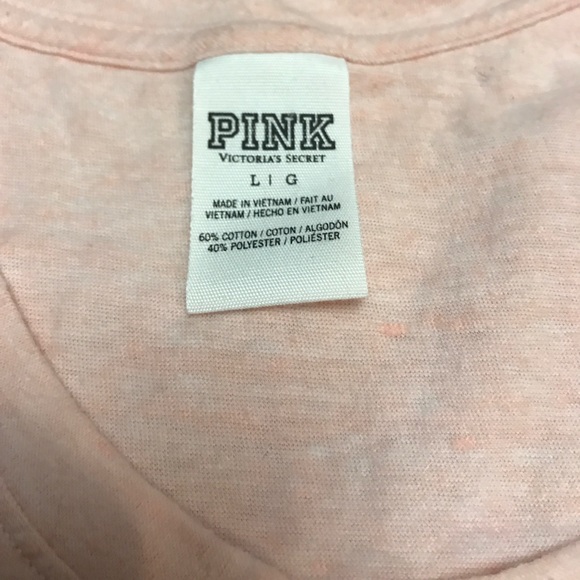 PINK
VICTORIA'S SECRET
L | G
MADE IN VIETNAM / FAIT AU
VIETNAM / HECHO EN VIETNAM
60% COTTON / COTON / ALGODÓN
40% POLYESTER / POLIÉSTER